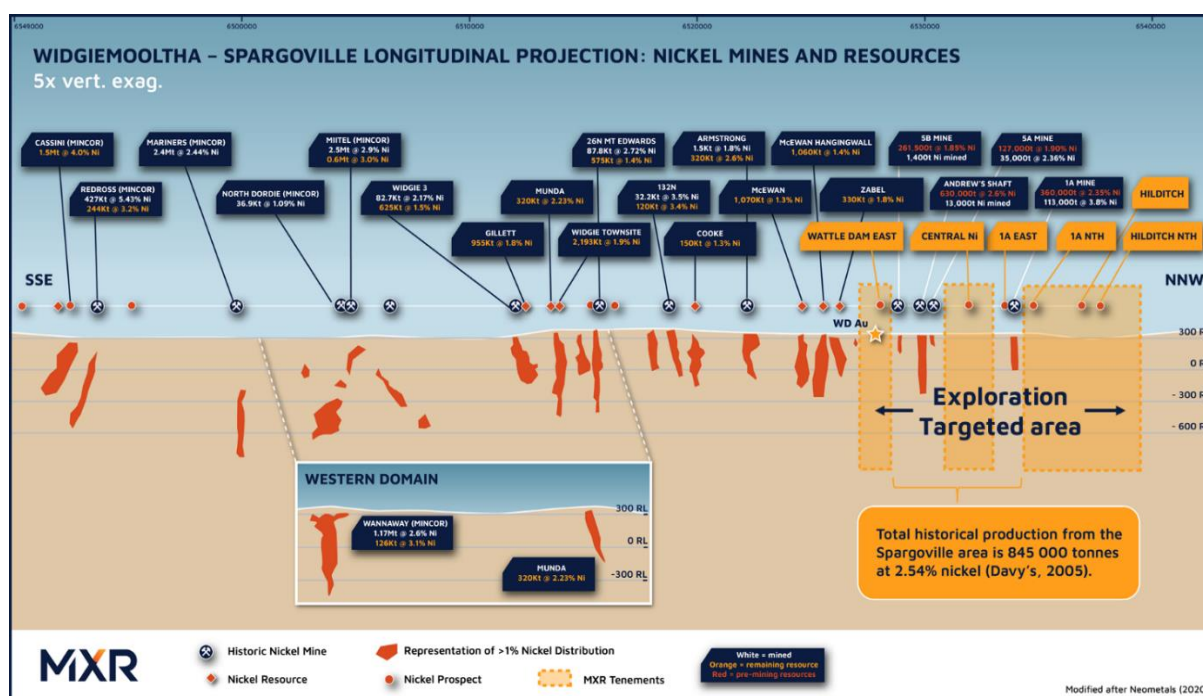 6549000 6500000 6510000 6520000 6530000 6540000
WIDGIEMOOLTHA – SPARGOVILLE LONGITUDINAL PROJECTION: NICKEL MINES AND RESOURCES
5x vert. exag.
CASSINI (MINCOR)
1.5Mt @ 4.0% Ni
REDROSS (MINCOR)
427Kt @ 5.43% Ni
244Kt @ 3.2% Ni
MARINERS (MINCOR)
2.4Mt @ 2.44% Ni
NORTH DORDIE (MINCOR)
36.9Kt @ 1.09% Ni
MIITEL (MINCOR)
2.5Mt @ 2.9% Ni
0.6Mt @ 3.0% Ni
WIDGIE 3
82.7Kt @ 2.17% Ni
625Kt @ 1.5% Ni
GILLETT
955Kt @ 1.8% Ni
MUNDA
320Kt @ 2.23% Ni
WIDGIE TOWNSITE
2,193Kt @ 1.9% Ni
26N MT EDWARDS
87.8Kt @ 2.72% Ni
575Kt @ 1.4% Ni
132N
32.2Kt @ 3.5% Ni
120Kt @ 3.4% Ni
COOKE
150Kt @ 1.3% Ni
ARMSTRONG
1.5Kt @ 1.8% Ni
320Kt @ 2.6% Ni
McEWAN
1,070Kt @ 1.3% Ni
McEWAN HANGINGWALL
1,060Kt @ 1.4% Ni
ZABEL
330Kt @ 1.8% Ni
WATTLE DAM EAST
5B MINE
261,500t @ 1.85% Ni
1,400t Ni mined
ANDREW'S SHAFT
630,000t @ 2.6% Ni
13,000t Ni mined
CENTRAL Ni
5A MINE
127,000t @ 1.90% Ni
35,000t @ 2.36% Ni
1A MINE
360,000t @ 2.35% Ni
113,000t @ 3.8% Ni
1A EAST
1A NTH
HILDITCH
HILDITCH NTH
SSE
NNW
WD Au
300 RL
0 RL
- 300 RL
- 600 RL
Exploration
Targeted area
WESTERN DOMAIN
WANNAWAY (MINCOR)
1.17Mt @ 2.6% Ni
126Kt @ 3.1% Ni
MUNDA
320Kt @ 2.23% Ni
300 RL
0 RL
-300 RL
Total historical production from the
Spargoville area is 845 000 tonnes
at 2.54% nickel (Davy's, 2005).
MXR
Historic Nickel Mine
Nickel Resource
Representation of >1% Nickel Distribution
Nickel Prospect
MXR Tenements
White = mined
Orange = remaining resource
Red = pre-mining resources
Modified after Neometals (2020